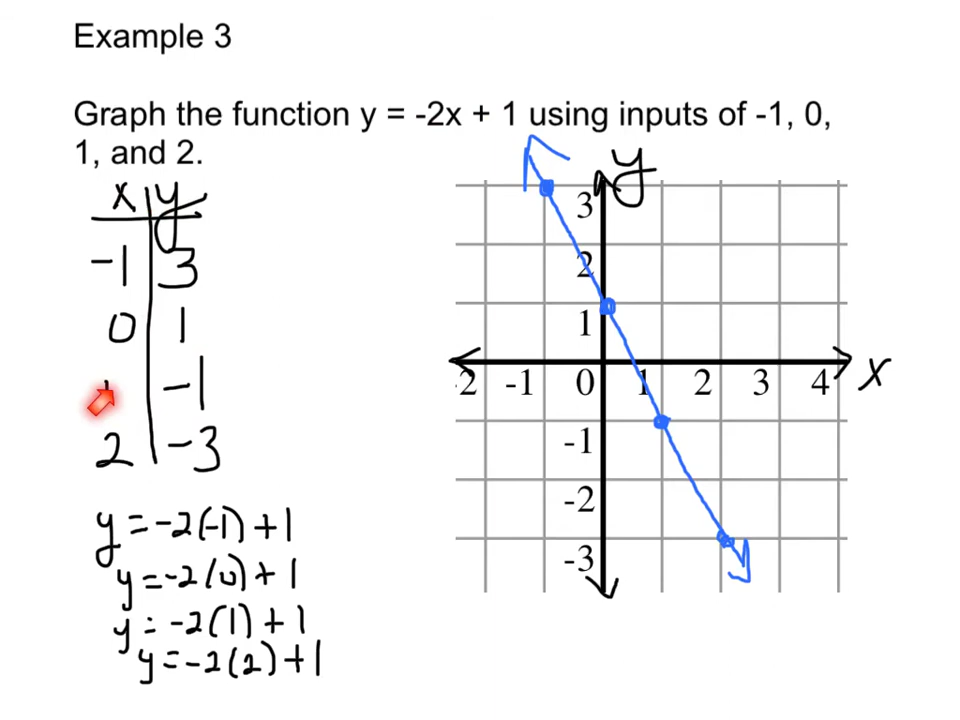 Example 3
Graph the function y = -2x + 1 using inputs of -1, 0,
1, and 2.
x y
-1 3
0 1
-1
2 -3
y = -2(-1) + 1
y = -2(0) + 1
y = -2(1) + 1
y = -2(2) + 1
y
3
2
1
-2 -1 0 1 2 3 4 x
-1
-2
-3